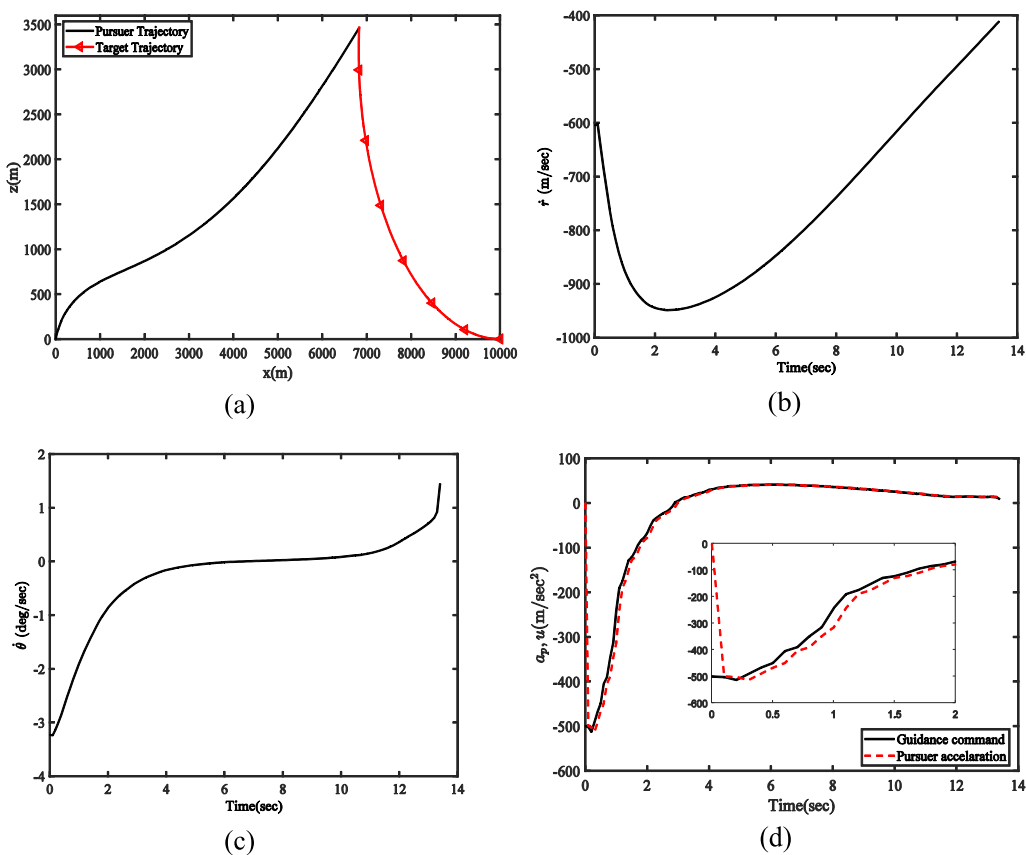 3500
3000
2500
2000
1500
1000
500
0
z(m)
Pursuer Trajectory
Target Trajectory
0 1000 2000 3000 4000 5000 6000 7000 8000 9000 10000
x(m)
(a)
-400
-500
-600
-700
-800
-900
-1000
ṙ (m/sec)
0 2 4 6 8 10 12 14
Time(sec)
(b)
2
1
0
-1
-2
-3
-4
θ̇ (deg/sec)
0 2 4 6 8 10 12 14
Time(sec)
(c)
100
0
-100
-200
-300
-400
-500
-600
aₚ, u(m/sec²)
0
-100
-200
-300
-400
-500
-600
0 0.5 1 1.5 2
Guidance command
Pursuer accelaration
0 2 4 6 8 10 12 14
Time(sec)
(d)